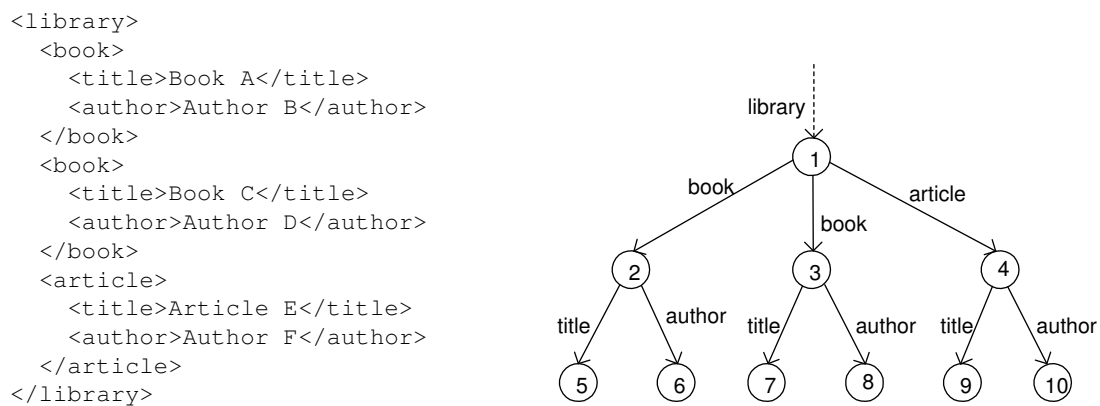 <library>
  <book>
    <title>Book A</title>
    <author>Author B</author>
  </book>
  <book>
    <title>Book C</title>
    <author>Author D</author>
  </book>
  <article>
    <title>Article E</title>
    <author>Author F</author>
  </article>
</library>
library
1
book
book
article
2
3
4
title
author
title
author
title
author
5
6
7
8
9
10